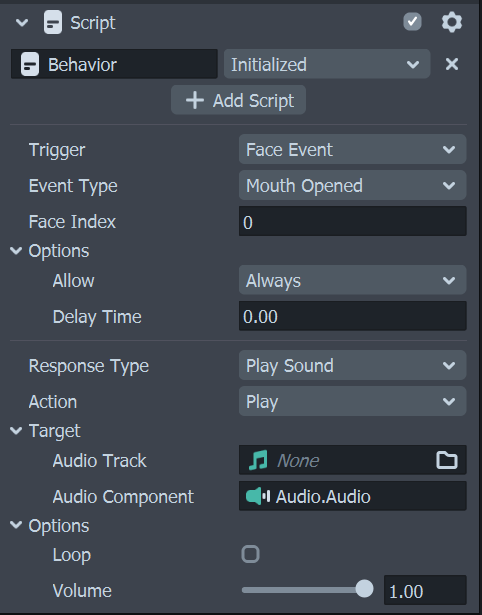 Script
Behavior Initialized
Add Script
Trigger Face Event
Event Type Mouth Opened
Face Index 0
Options
Allow Always
Delay Time 0.00
Response Type Play Sound
Action Play
Target
Audio Track None
Audio Component Audio.Audio
Options
Loop
Volume 1.00